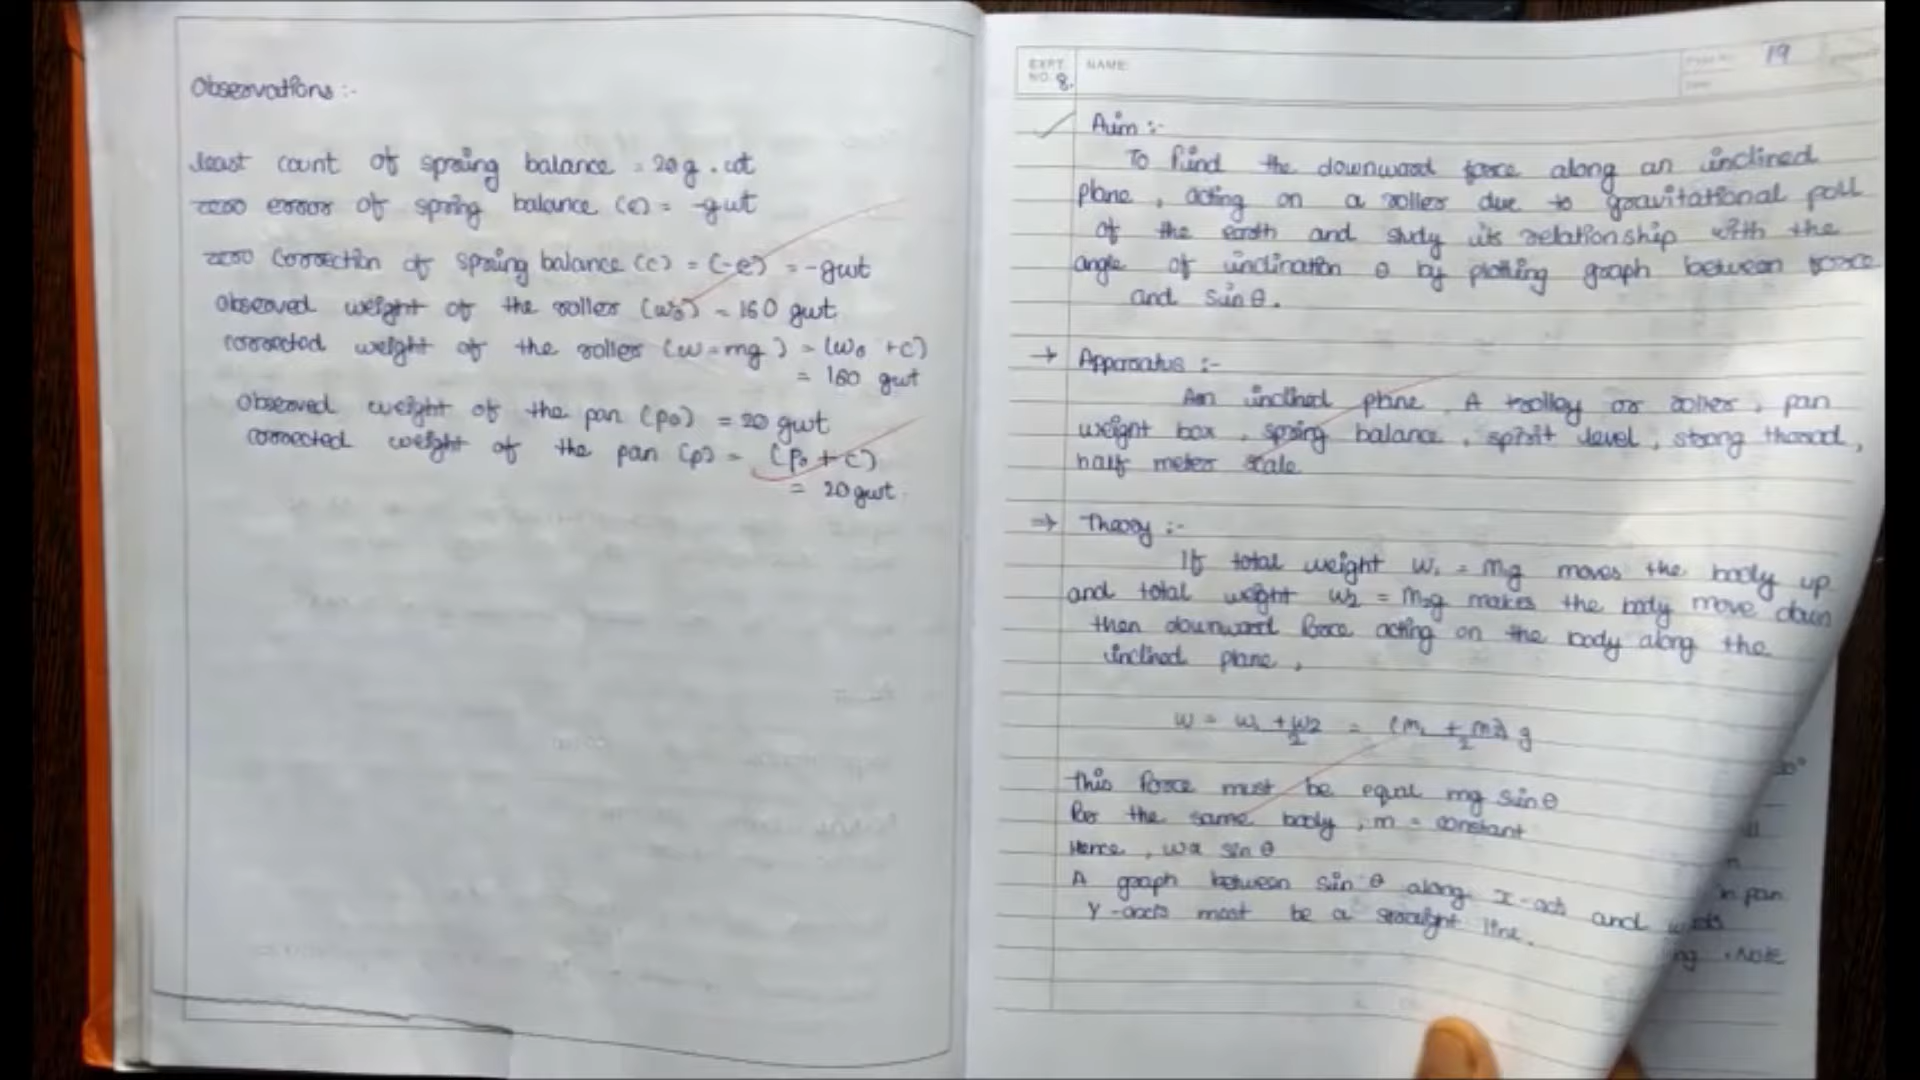 Observations :-
least count of spring balance = 20g.wt
zero error of spring balance (e) = -gwt
zero correction of spring balance (c) = (-e) = -gwt
Observed weight of the roller (w₀) = 160 gwt
corrected weight of the roller (w=mg) = (w₀ +c)
= 160 gwt
Observed weight of the pan (p₀) = 20 gwt
corrected weight of the pan (p) = (p₀ + c)
= 20 gwt.
EXPT. NO. 8.
NAME:
19
Aim :-
To find the downward force along an inclined
plane, acting on a roller due to gravitational pull
of the earth and study its relationship with the
angle of inclination θ by plotting graph between force
and sin θ.
→ Apparatus :-
An inclined plane, A trolley or roller, pan
weight box, spring balance, spirit level, strong thread,
half meter scale
⇒ Theory :-
If total weight W₁ = m₁g moves the body up
and total weight w2 = m2g makes the body move down
then downward force acting on the body along the
inclined plane,
W = w₁ + w2/2 = (m₁ + m2)/2 g
This force must be equal mg sin θ
For the same body, m = constant
Hence, w α sin θ
A graph between sin θ along x-axis and
Y-axis must be a straight line.
in pan
Note